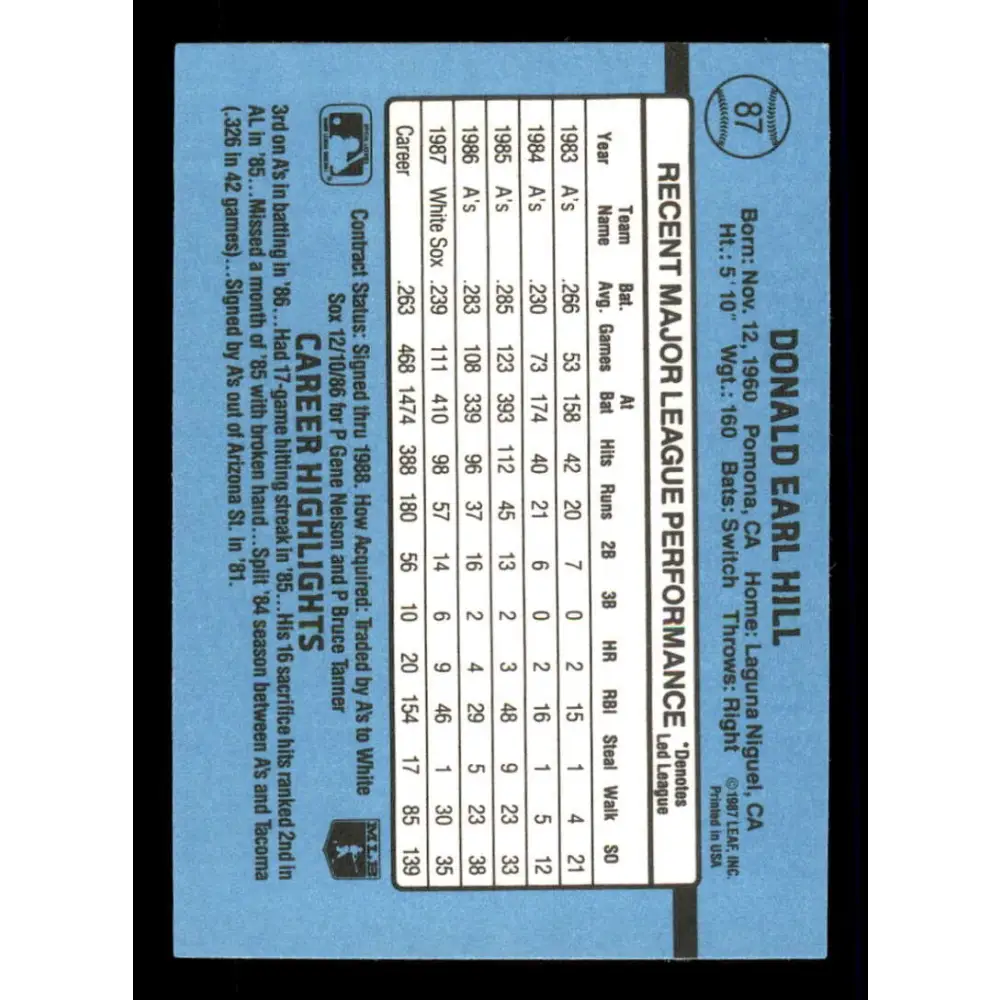 87
DONALD EARL HILL
Born: Nov. 12, 1960 Pomona, CA Home: Laguna Niguel, CA
Ht.: 5'10" Wgt.: 160 Bats: Switch Throws: Right
©1987 LEAF, INC.
Printed in USA
RECENT MAJOR LEAGUE PERFORMANCE *Denotes Led League
Year Team Name Bat. Avg. Games At Bat Hits Runs 2B 3B HR RBI Steal Walk SO
1983 A's .266 53 158 42 20 7 0 2 15 1 4 21
1984 A's .230 73 174 40 21 6 0 2 16 1 5 12
1985 A's .285 123 393 112 45 13 2 3 48 9 23 33
1986 A's .283 108 339 96 37 16 2 4 29 5 23 38
1987 White Sox .239 111 410 98 57 14 6 9 46 1 30 35
Career .263 468 1474 388 180 56 10 20 154 17 85 139
Contract Status: Signed thru 1988. How Acquired: Traded by A's to White
Sox 12/10/86 for P Gene Nelson and P Bruce Tanner
MLB
CAREER HIGHLIGHTS
3rd on A's in batting in '86...Had 17-game hitting streak in '85...His 16 sacrifice hits ranked 2nd in
AL in '85...Missed a month of '85 with broken hand...Split '84 season between A's and Tacoma
(.326 in 42 games)...Signed by A's out of Arizona St. in '81.